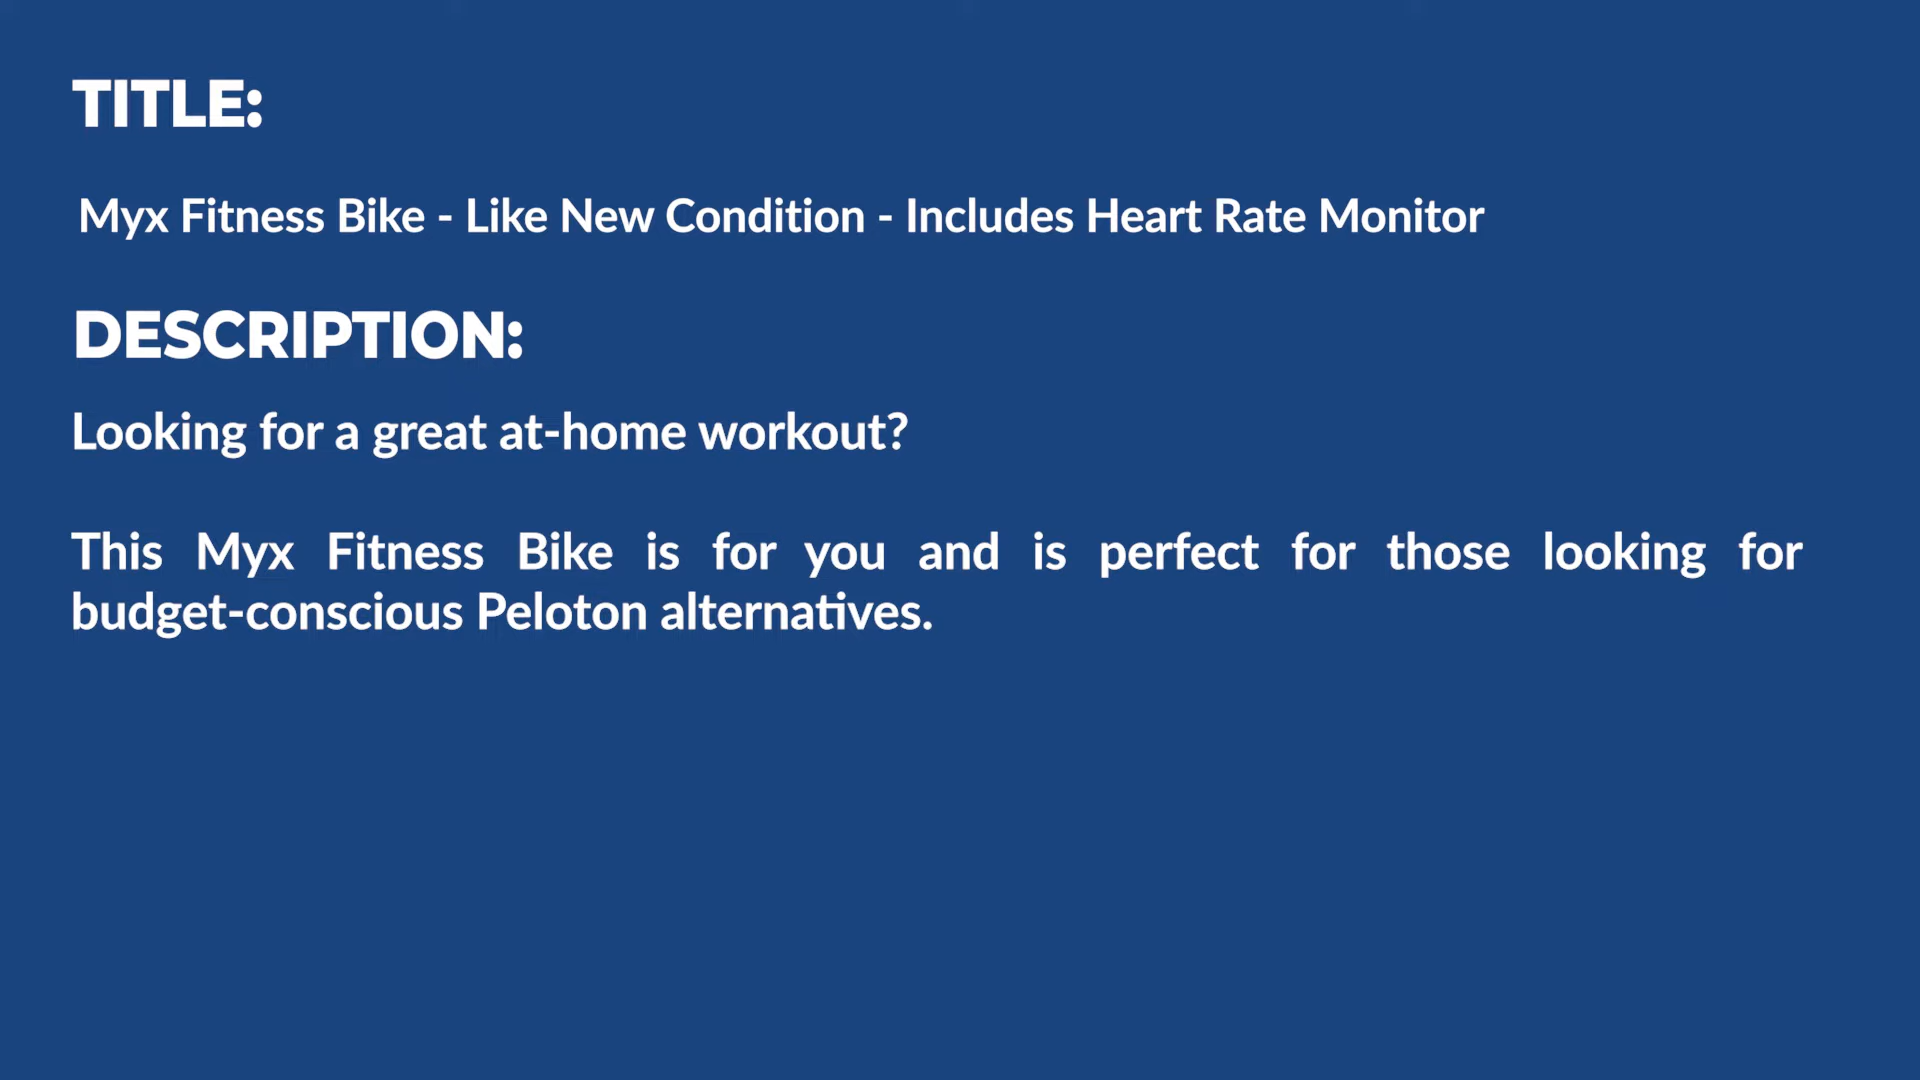 TITLE:
Myx Fitness Bike - Like New Condition - Includes Heart Rate Monitor
DESCRIPTION:
Looking for a great at-home workout?
This Myx Fitness Bike is for you and is perfect for those looking for
budget-conscious Peloton alternatives.